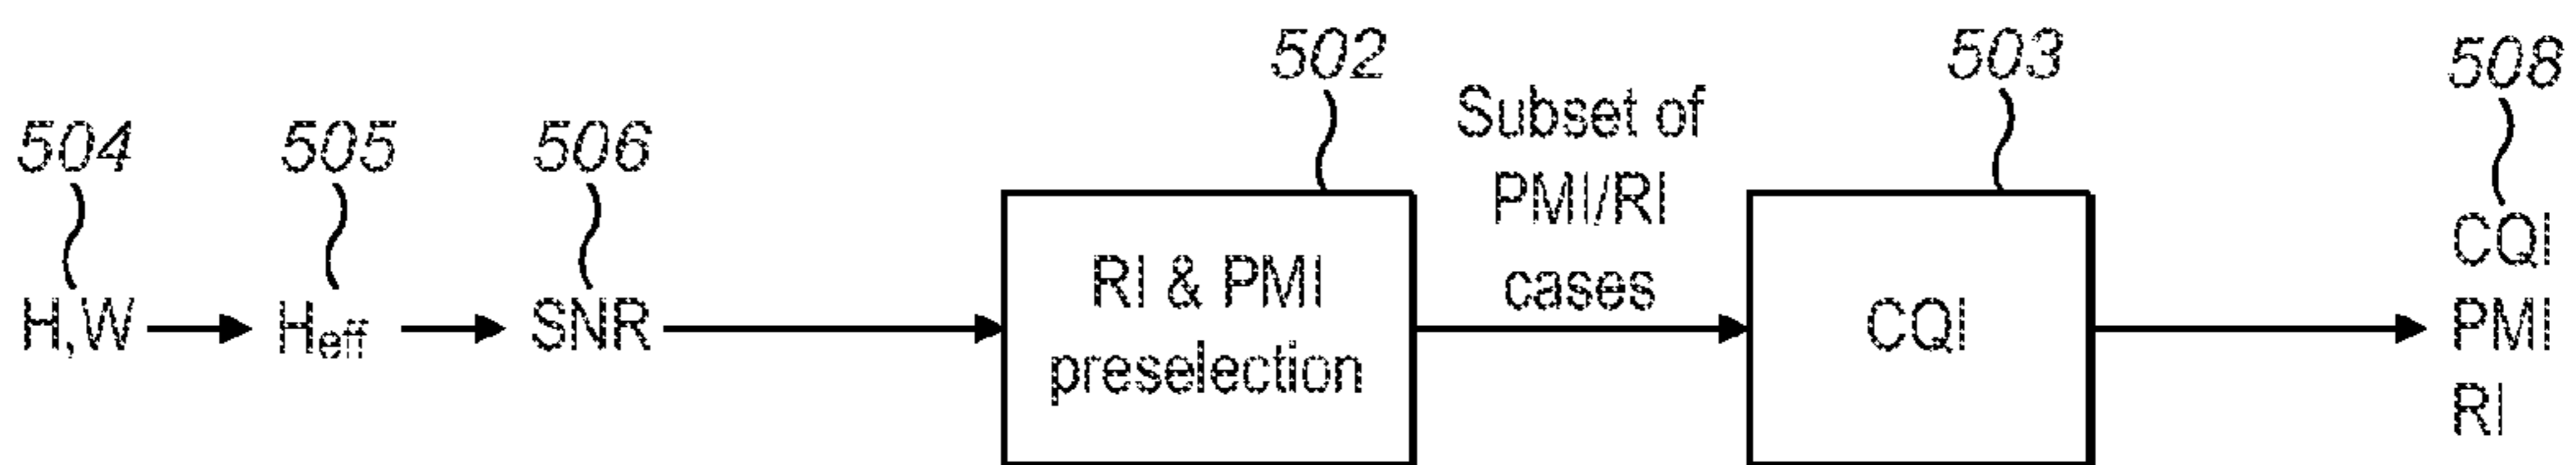 504
505
506
502
503
508
H,W
Heff
SNR
RI & PMI
preselection
Subset of
PMI/RI
cases
CQI
CQI
PMI
RI